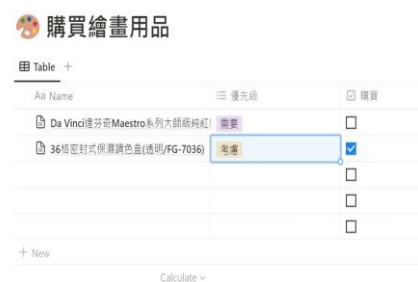 購買繪畫用品
Table
Aa Name 優先級 購買
Da Vinci達芬奇Maestro系列大師級純紅 需要
36格密封式保濕調色盒(透明/FG-7036) 考慮
+ New
Calculate